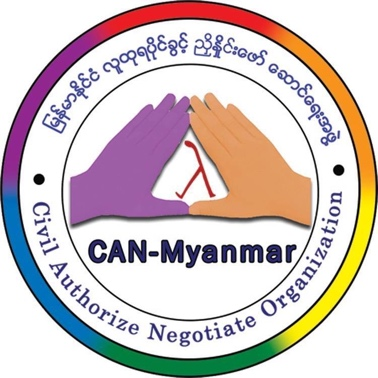 မြန်မာနိုင်ငံ လူထုရပိုင်ခွင့် ညှိနှိုင်းဖော် ဆောင်ရေးအဖွဲ့
CAN-Myanmar
Civil Authorize Negotiate Organization